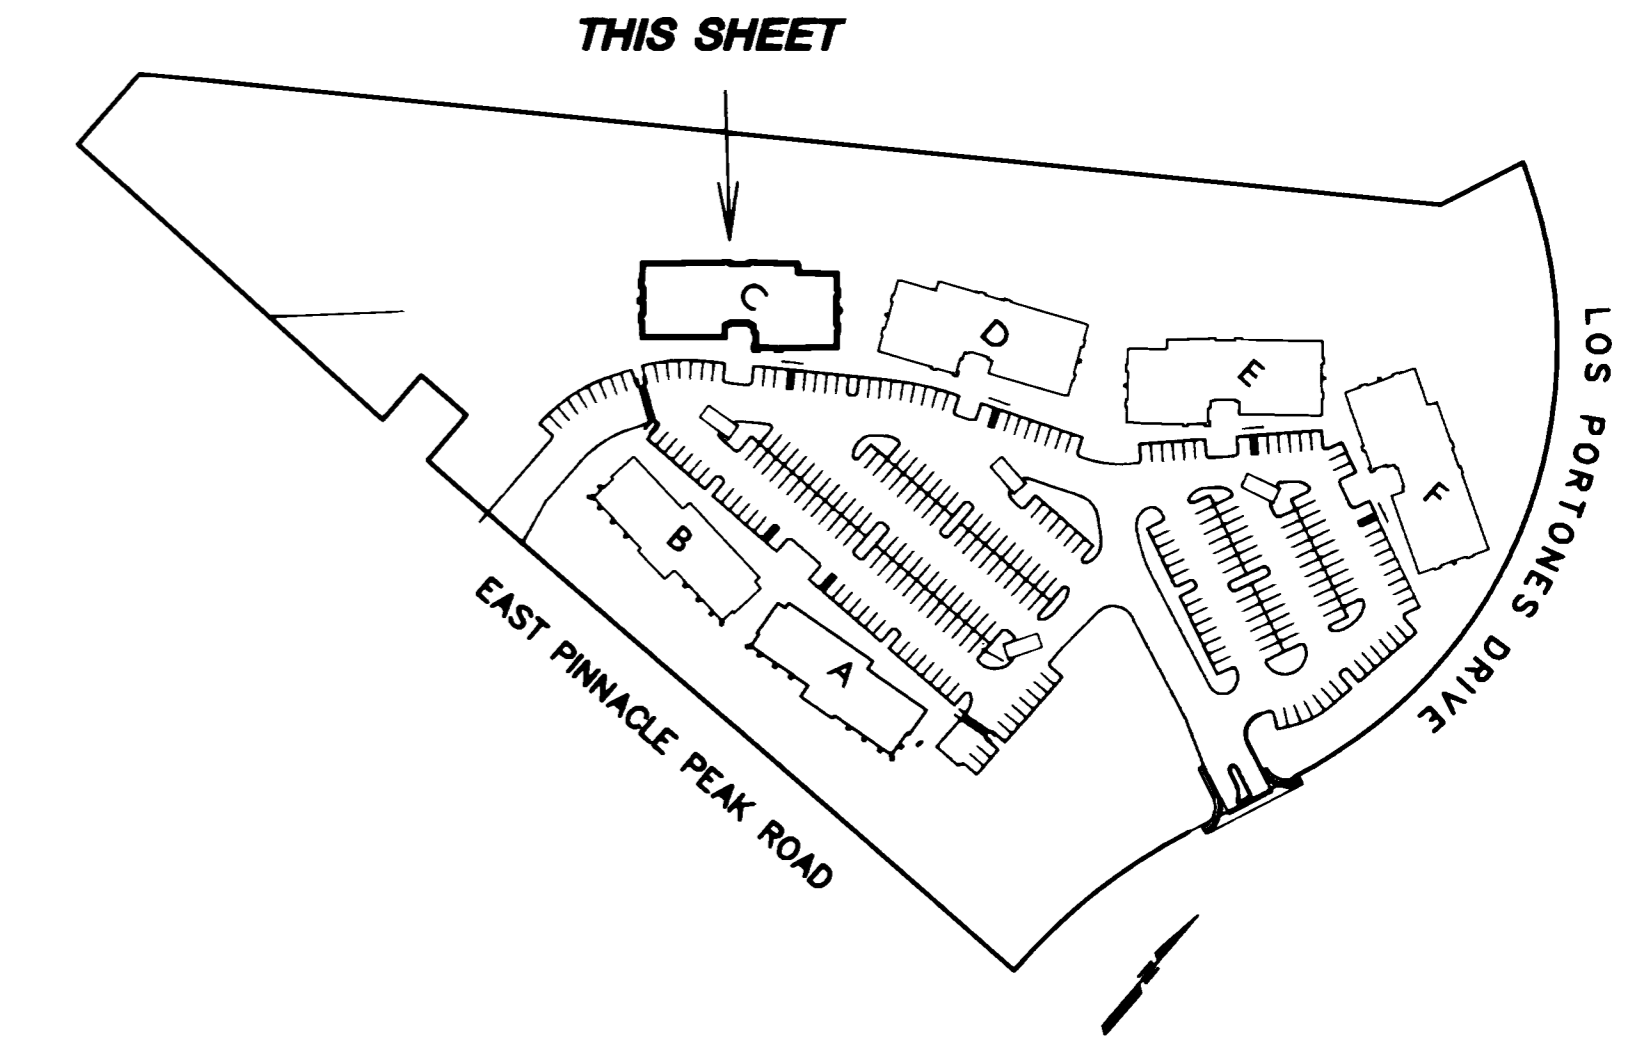 THIS SHEET
C
D
E
F
B
A
LOS PORTONES DRIVE
EAST PINNACLE PEAK ROAD